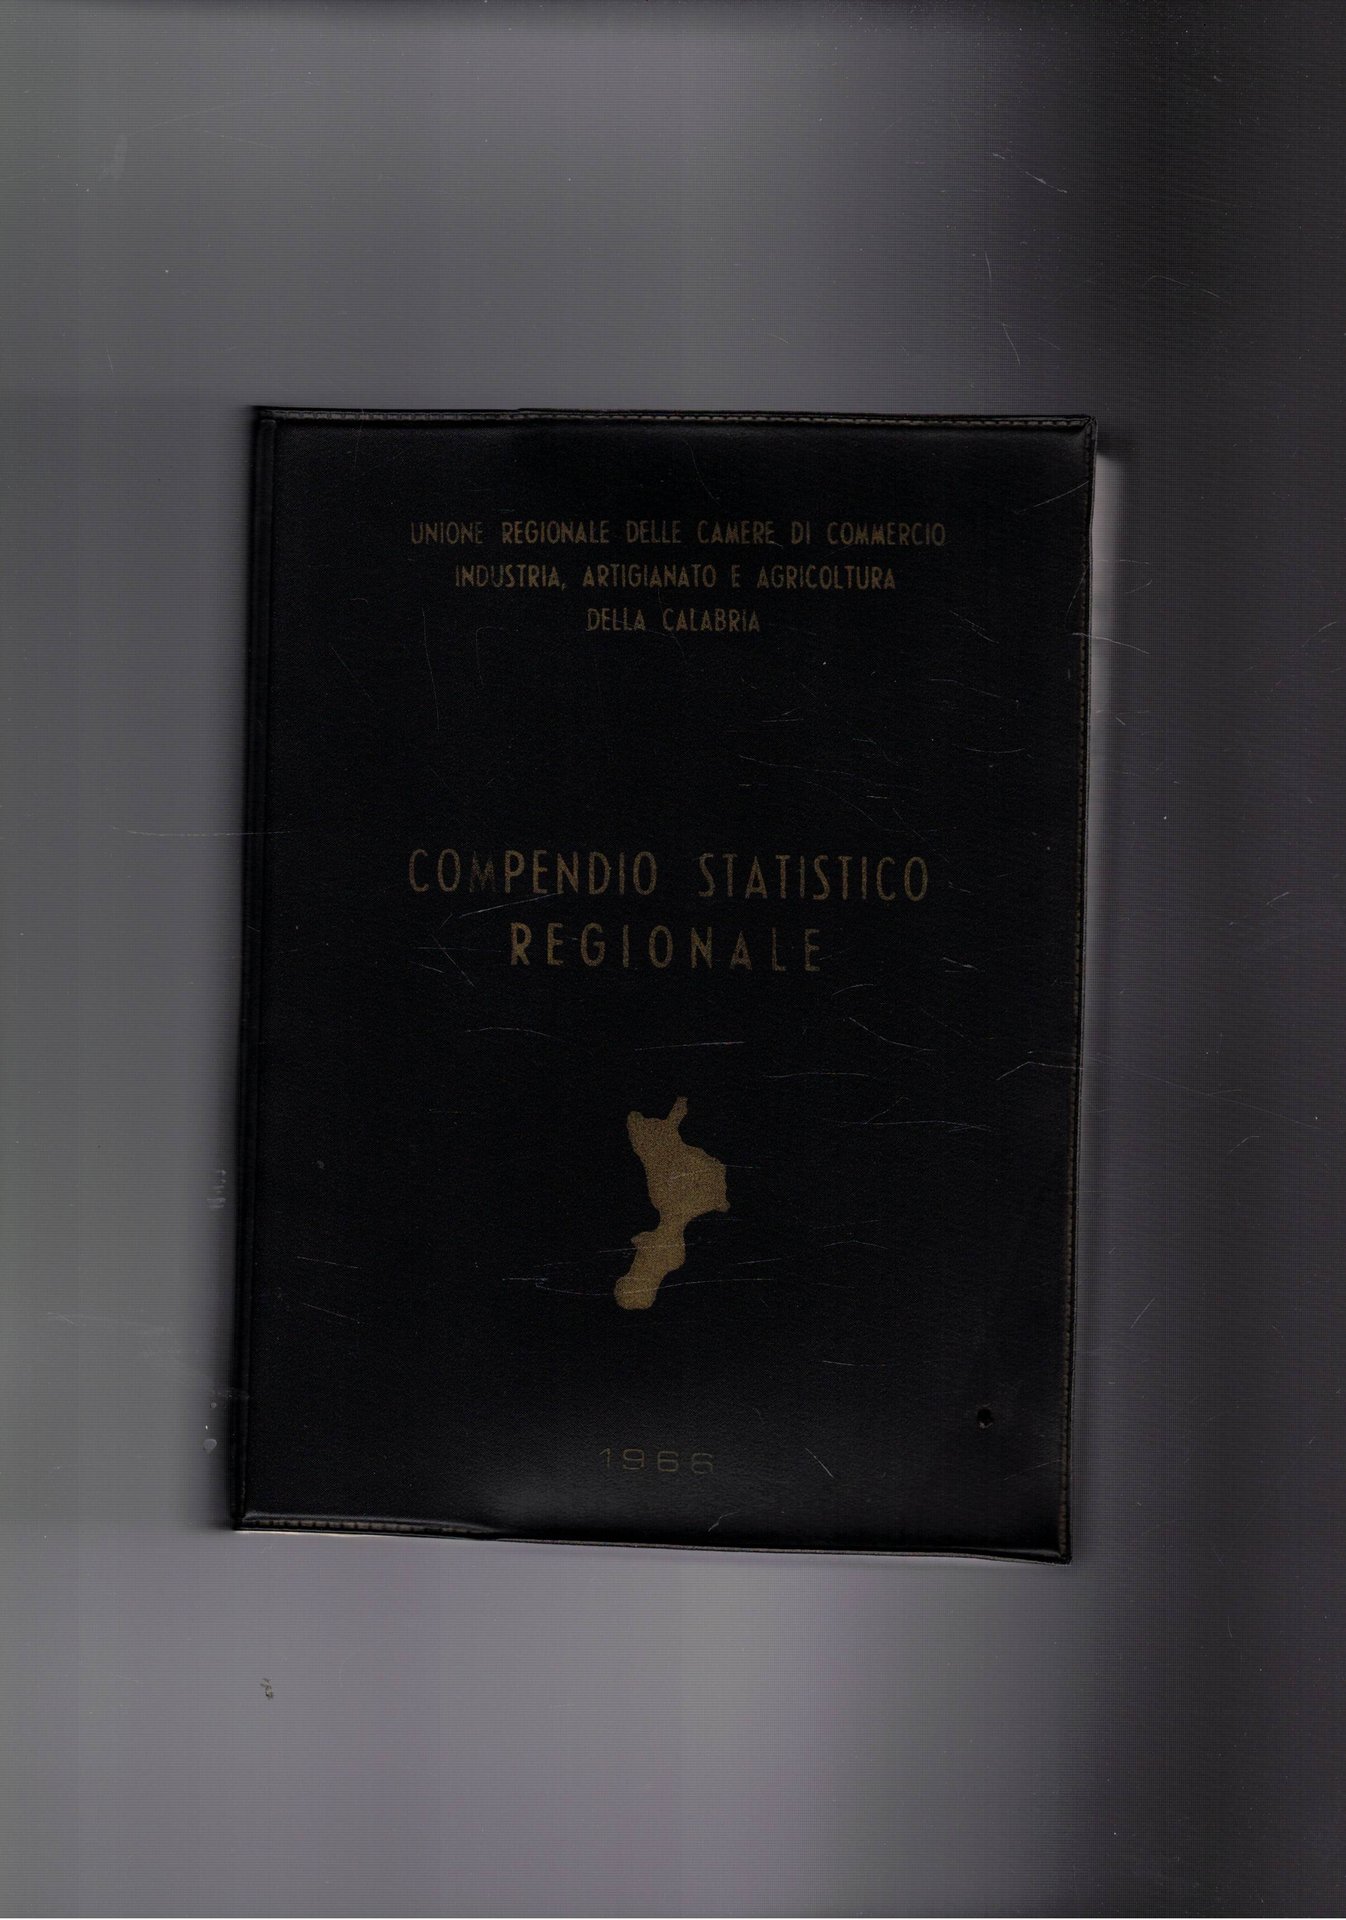 UNIONE REGIONALE DELLE CAMERE DI COMMERCIO
INDUSTRIA, ARTIGIANATO E AGRICOLTURA
DELLA CALABRIA
COMPENDIO STATISTICO
REGIONALE
1966